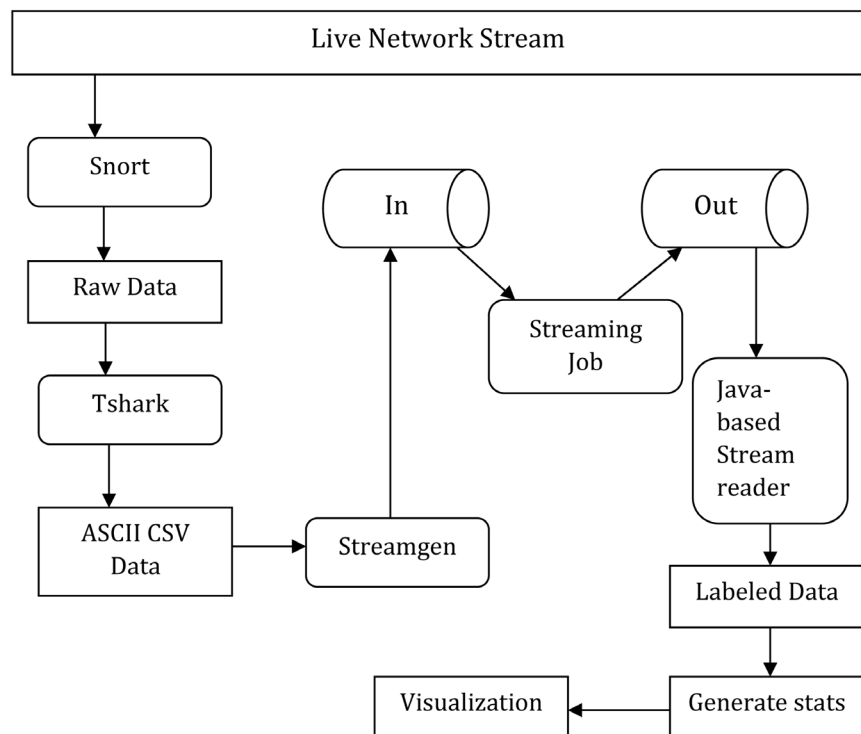 Live Network Stream
Snort
Raw Data
Tshark
ASCII CSV
Data
Streamgen
In
Streaming
Job
Out
Java-
based
Stream
reader
Labeled Data
Generate stats
Visualization